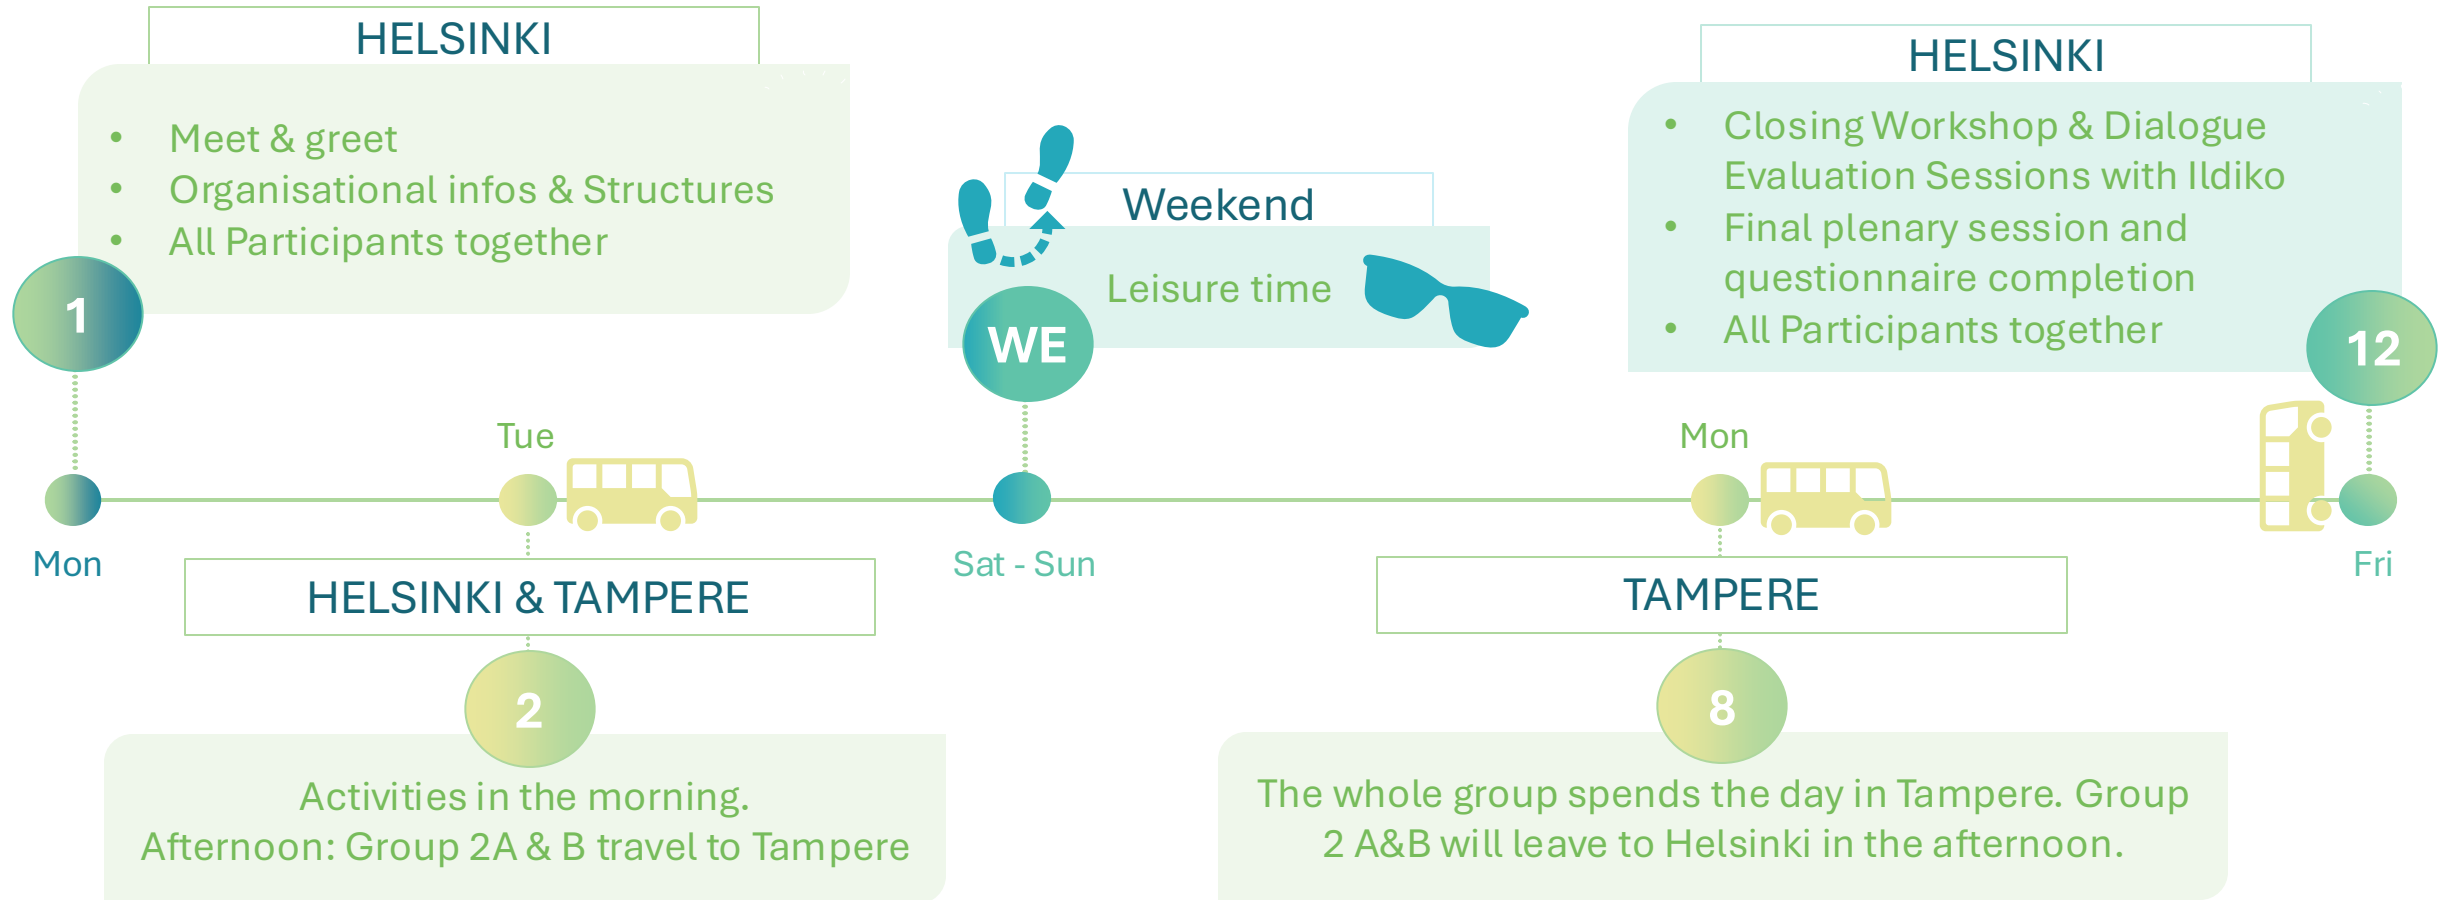 HELSINKI
• Meet & greet
• Organisational infos & Structures
• All Participants together
1
Mon
Tue
HELSINKI & TAMPERE
2
Activities in the morning.
Afternoon: Group 2A & B travel to Tampere
Weekend
Leisure time
WE
Sat - Sun
Mon
TAMPERE
8
The whole group spends the day in Tampere. Group
2 A&B will leave to Helsinki in the afternoon.
HELSINKI
• Closing Workshop & Dialogue
Evaluation Sessions with Ildiko
• Final plenary session and
questionnaire completion
• All Participants together
12
Fri